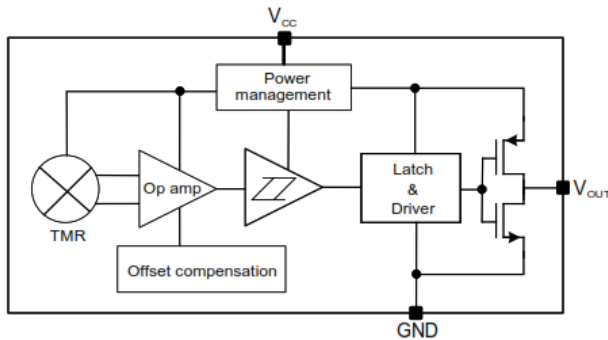 VCC
Power
management
Op amp
Latch
&
Driver
VOUT
TMR
Offset compensation
GND